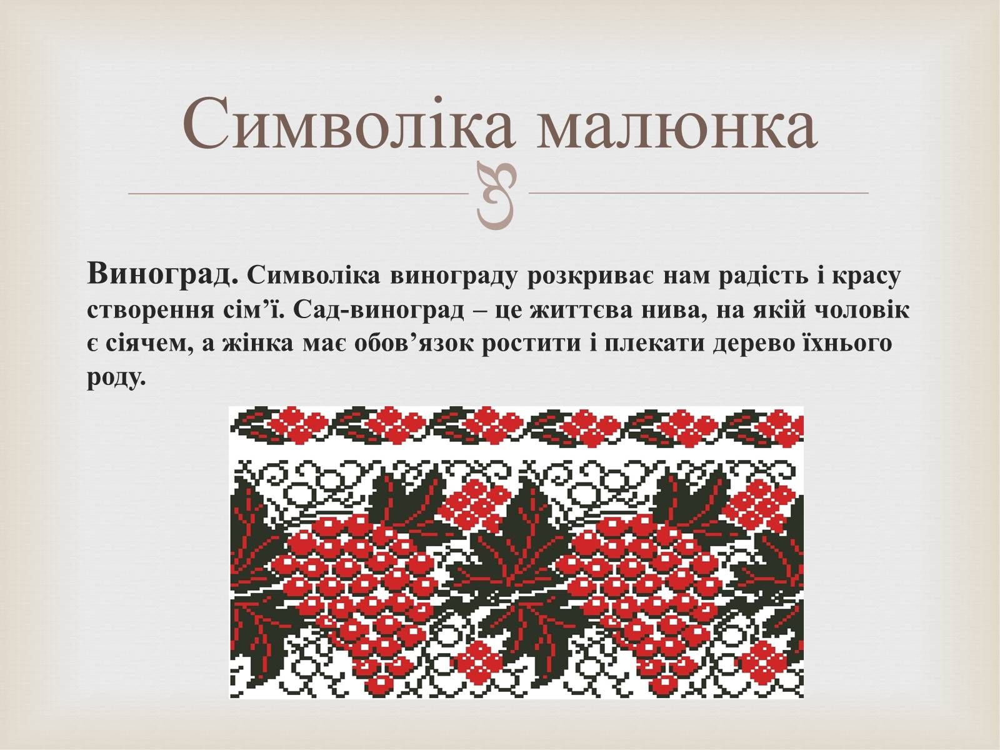 Символіка малюнка
Виноград. Символіка винограду розкриває нам радість і красу
створення сім’ї. Сад-виноград – це життєва нива, на якій чоловік
є сіячем, а жінка має обов’язок ростити і плекати дерево їхнього
роду.